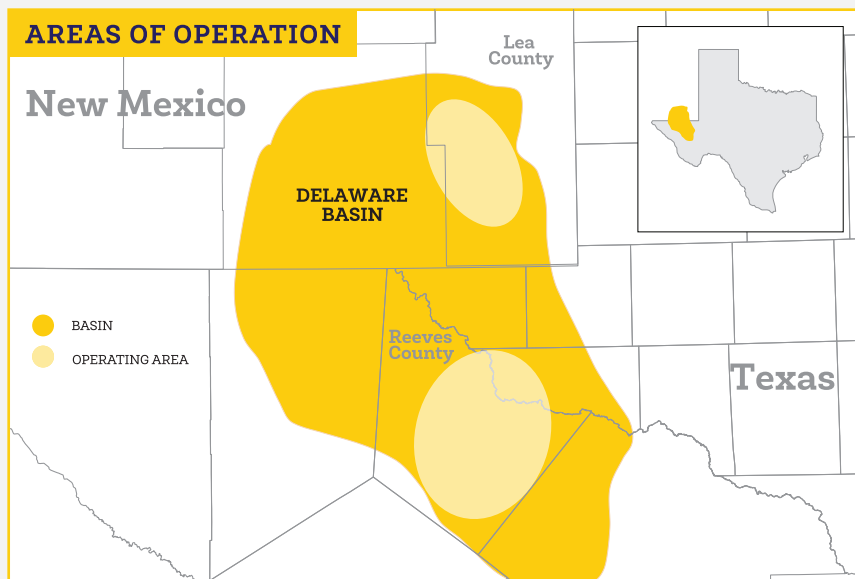 AREAS OF OPERATION
Lea
County
New Mexico
DELAWARE
BASIN
BASIN
OPERATING AREA
Reeves
County
Texas